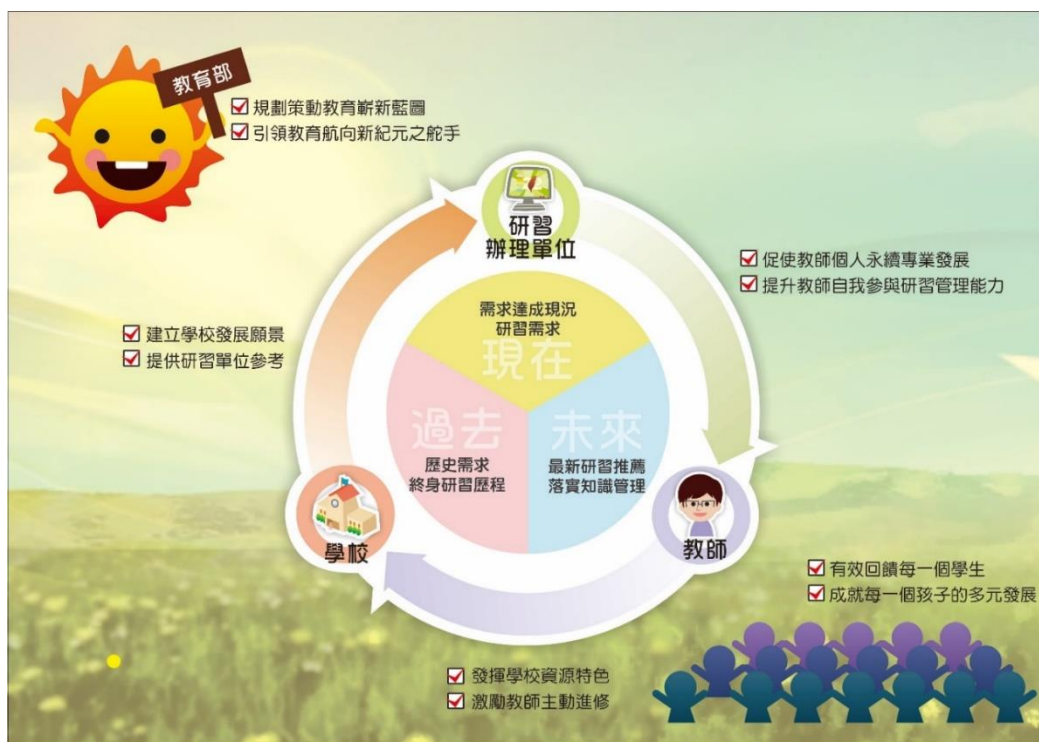 教育部
規劃策動教育嶄新藍圖
引領教育航向新紀元之舵手
研習
辦理單位
促使教師個人永續專業發展
提升教師自我參與研習管理能力
需求達成現況
研習需求
現在
建立學校發展願景
提供研習單位參考
過去
歷史需求
終身研習歷程
未來
最新研習推薦
落實知識管理
學校
教師
有效回饋每一個學生
成就每一個孩子的多元發展
發揮學校資源特色
激勵教師主動進修